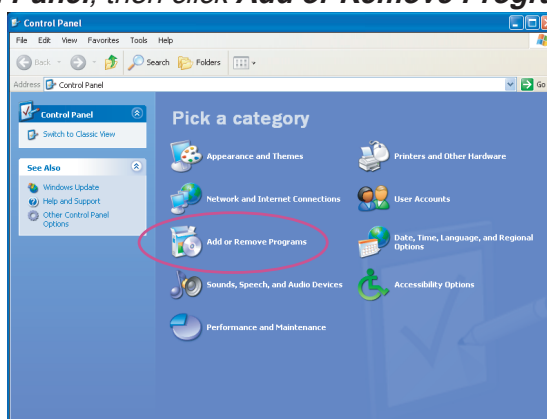 Panel, then click Add or Remove Progra
Control Panel
File Edit View Favorites Tools Help
Back Search Folders
Address Control Panel Go
Control Panel
Switch to Classic View
See Also
Windows Update
Help and Support
Other Control Panel
Options
Pick a category
Appearance and Themes
Printers and Other Hardware
Network and Internet Connections
User Accounts
Add or Remove Programs
Date, Time, Language, and Regional
Options
Sounds, Speech, and Audio Devices
Accessibility Options
Performance and Maintenance